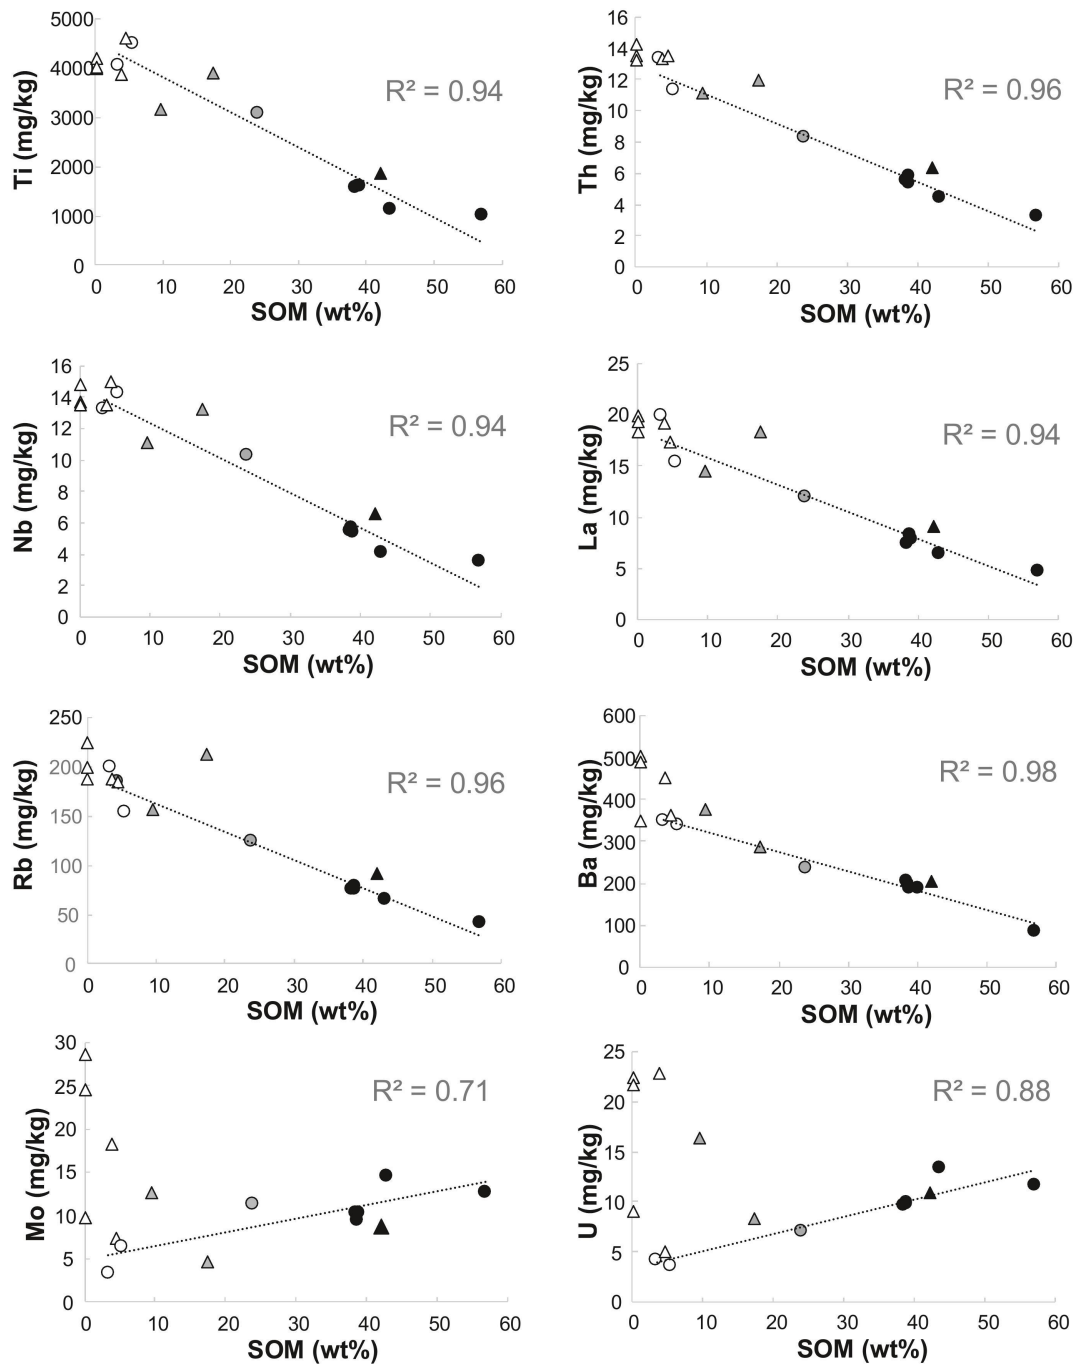 5000
4000
3000
2000
1000
0
Ti (mg/kg)
R² = 0.94
0 10 20 30 40 50 60
SOM (wt%)
16
14
12
10
8
6
4
2
0
Th (mg/kg)
R² = 0.96
0 10 20 30 40 50 60
SOM (wt%)
16
14
12
10
8
6
4
2
0
Nb (mg/kg)
R² = 0.94
0 10 20 30 40 50 60
SOM (wt%)
25
20
15
10
5
0
La (mg/kg)
R² = 0.94
0 10 20 30 40 50 60
SOM (wt%)
250
200
150
100
50
0
Rb (mg/kg)
R² = 0.96
0 10 20 30 40 50 60
SOM (wt%)
600
500
400
300
200
100
0
Ba (mg/kg)
R² = 0.98
0 10 20 30 40 50 60
SOM (wt%)
30
25
20
15
10
5
0
Mo (mg/kg)
R² = 0.71
0 10 20 30 40 50 60
SOM (wt%)
25
20
15
10
5
0
U (mg/kg)
R² = 0.88
0 10 20 30 40 50 60
SOM (wt%)